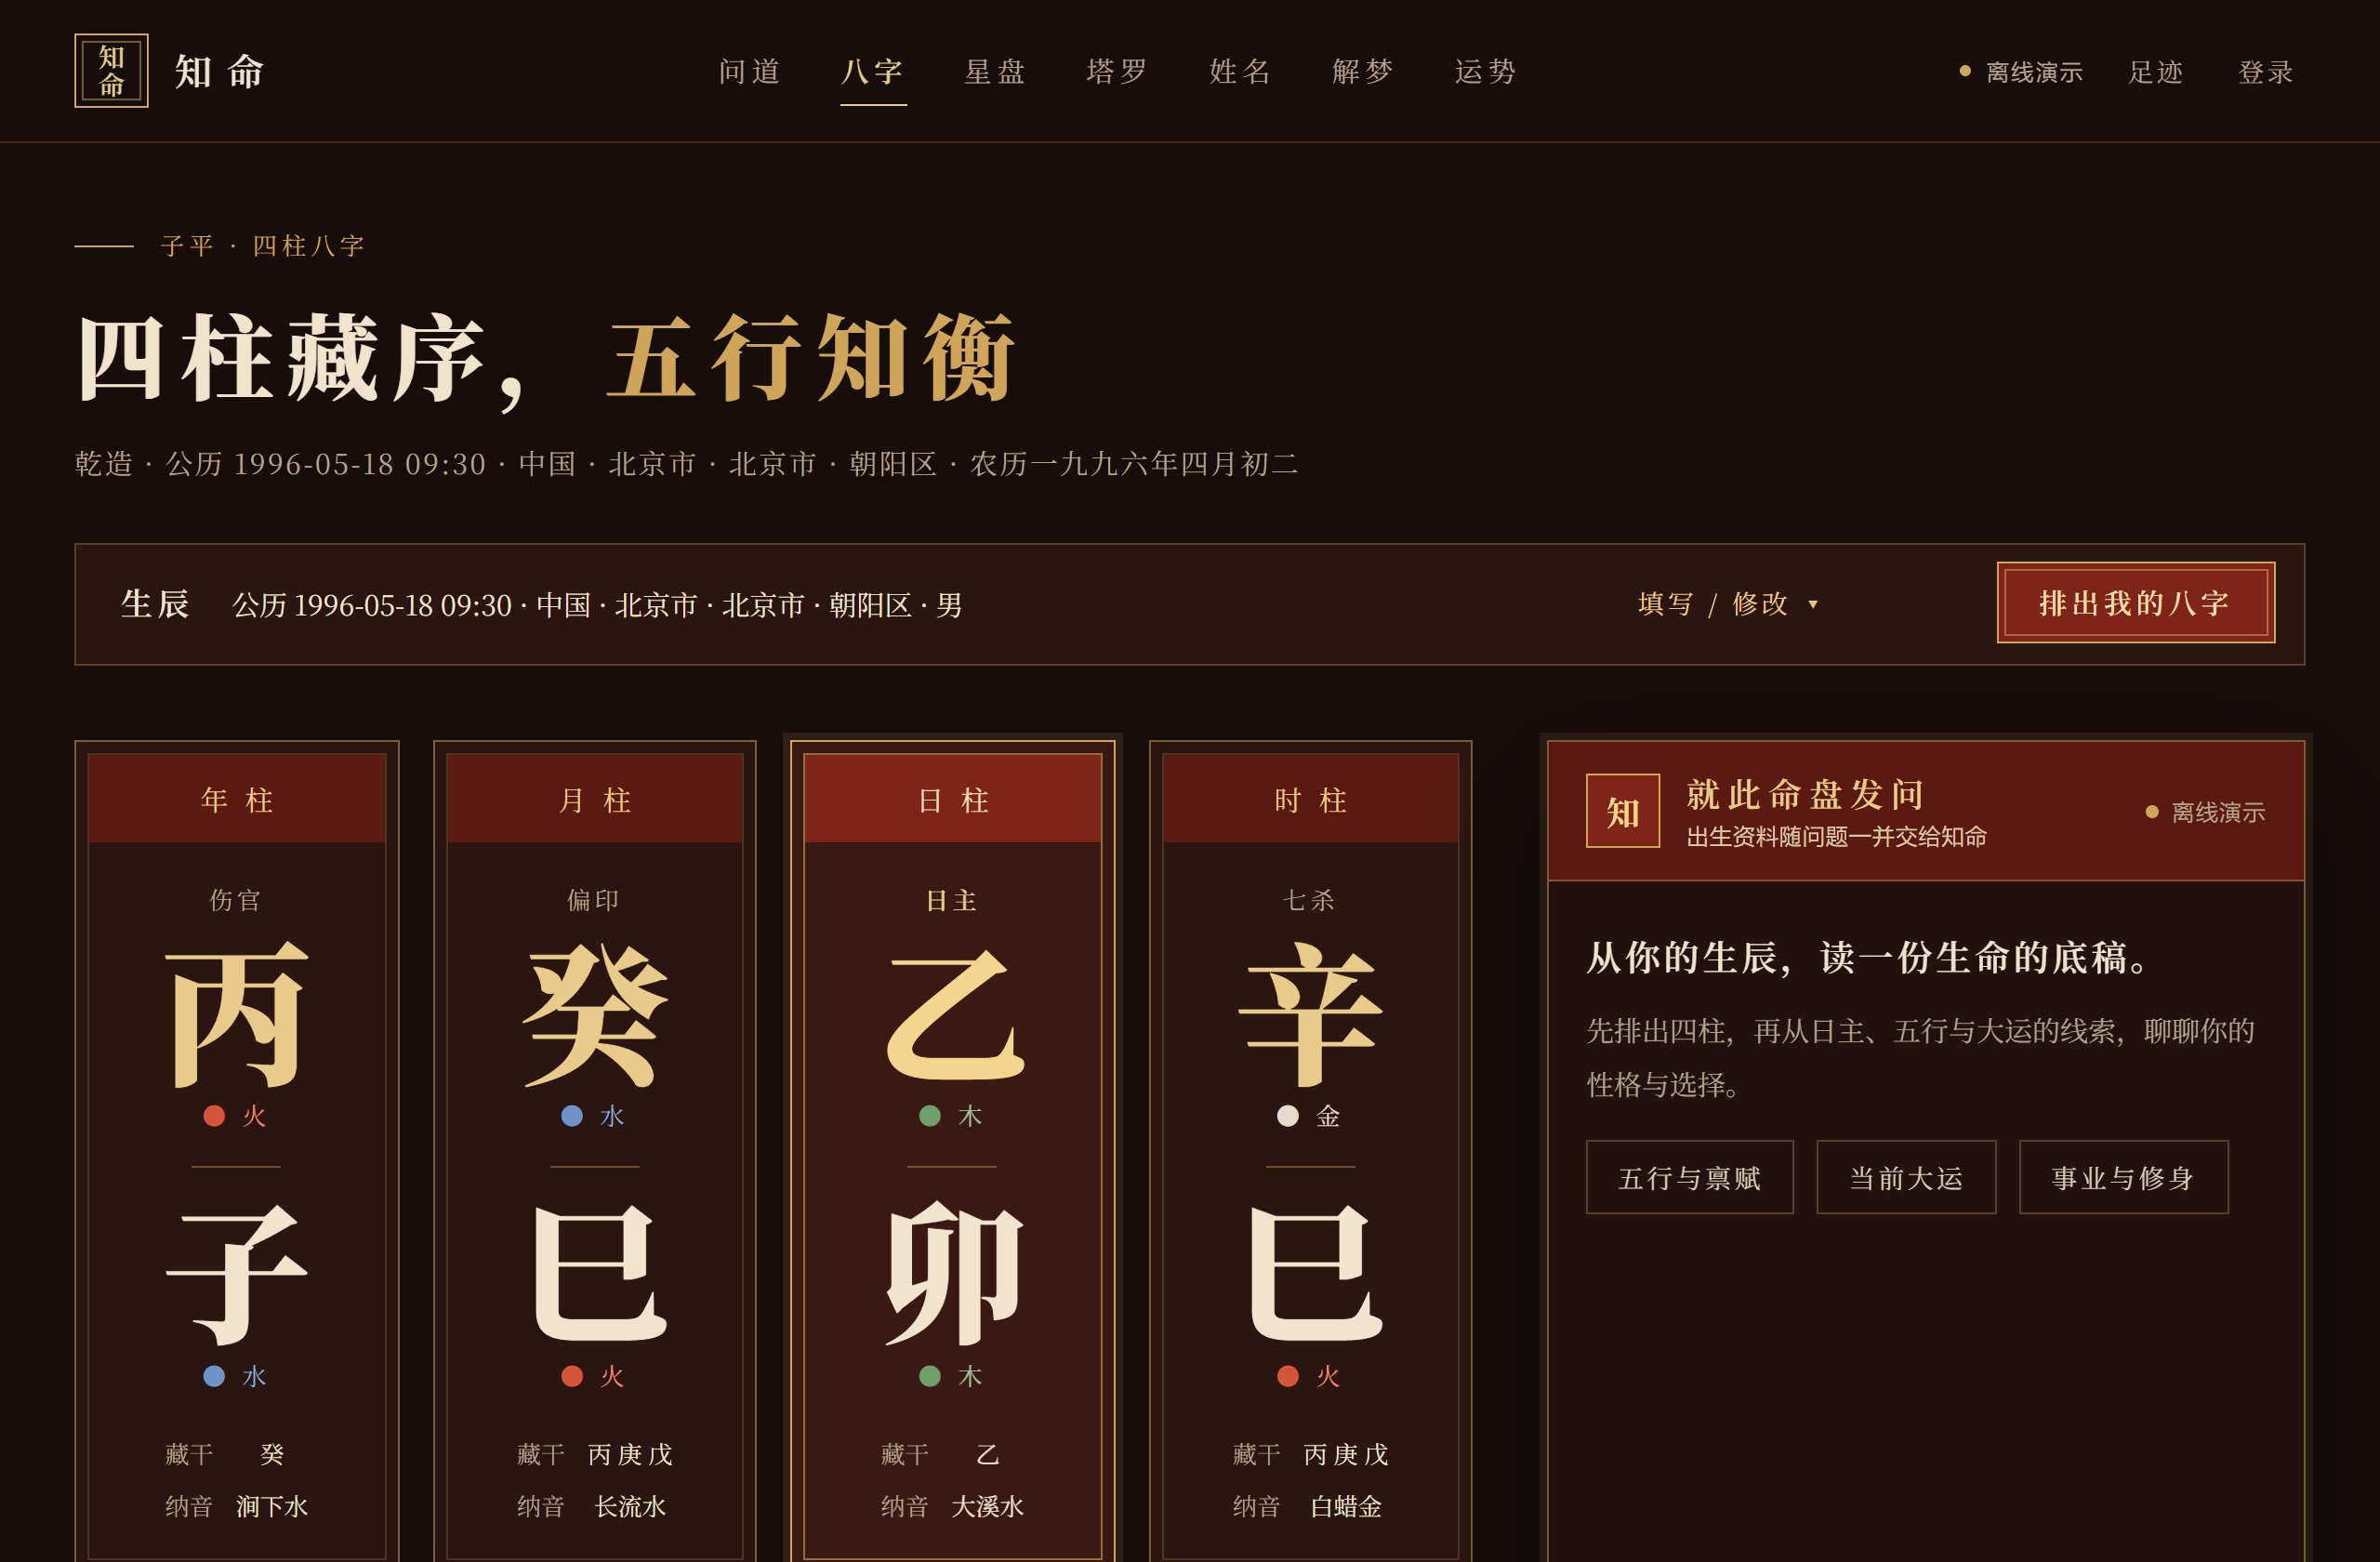 知命
知命
问道 八字 星盘 塔罗 姓名 解梦 运势
离线演示 足迹 登录
子平 · 四柱八字
四柱藏序，五行知衡
乾造 · 公历 1996-05-18 09:30 · 中国 · 北京市 · 北京市 · 朝阳区 · 农历一九九六年四月初二
生辰 公历 1996-05-18 09:30 · 中国 · 北京市 · 北京市 · 朝阳区 · 男
填写 / 修改 ▾
排出我的八字
年柱
伤官
丙
火
子
水
藏干 癸
纳音 涧下水
月柱
偏印
癸
水
巳
火
藏干 丙 庚 戊
纳音 长流水
日柱
日主
乙
木
卯
木
藏干 乙
纳音 大溪水
时柱
七杀
辛
金
巳
火
藏干 丙 庚 戊
纳音 白蜡金
知
就此命盘发问
出生资料随问题一并交给知命
离线演示
从你的生辰，读一份生命的底稿。
先排出四柱，再从日主、五行与大运的线索，聊聊你的
性格与选择。
五行与禀赋 当前大运 事业与修身